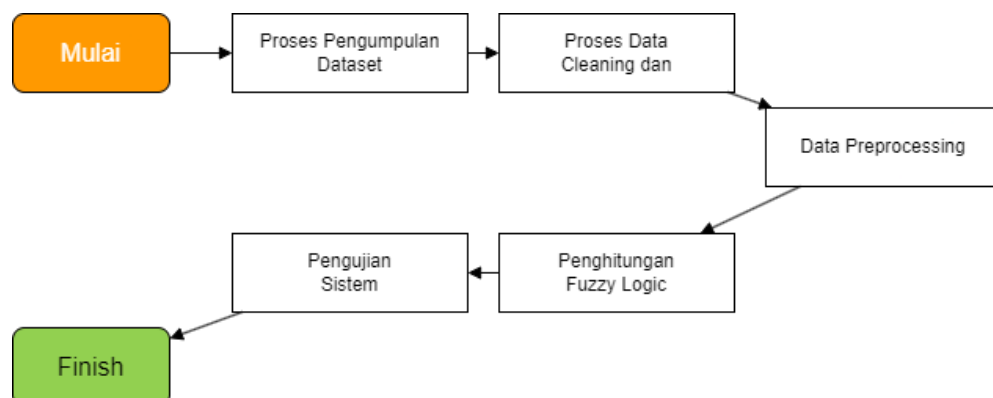 Mulai
Proses Pengumpulan
Dataset
Proses Data
Cleaning dan
Data Preprocessing
Penghitungan
Fuzzy Logic
Pengujian
Sistem
Finish